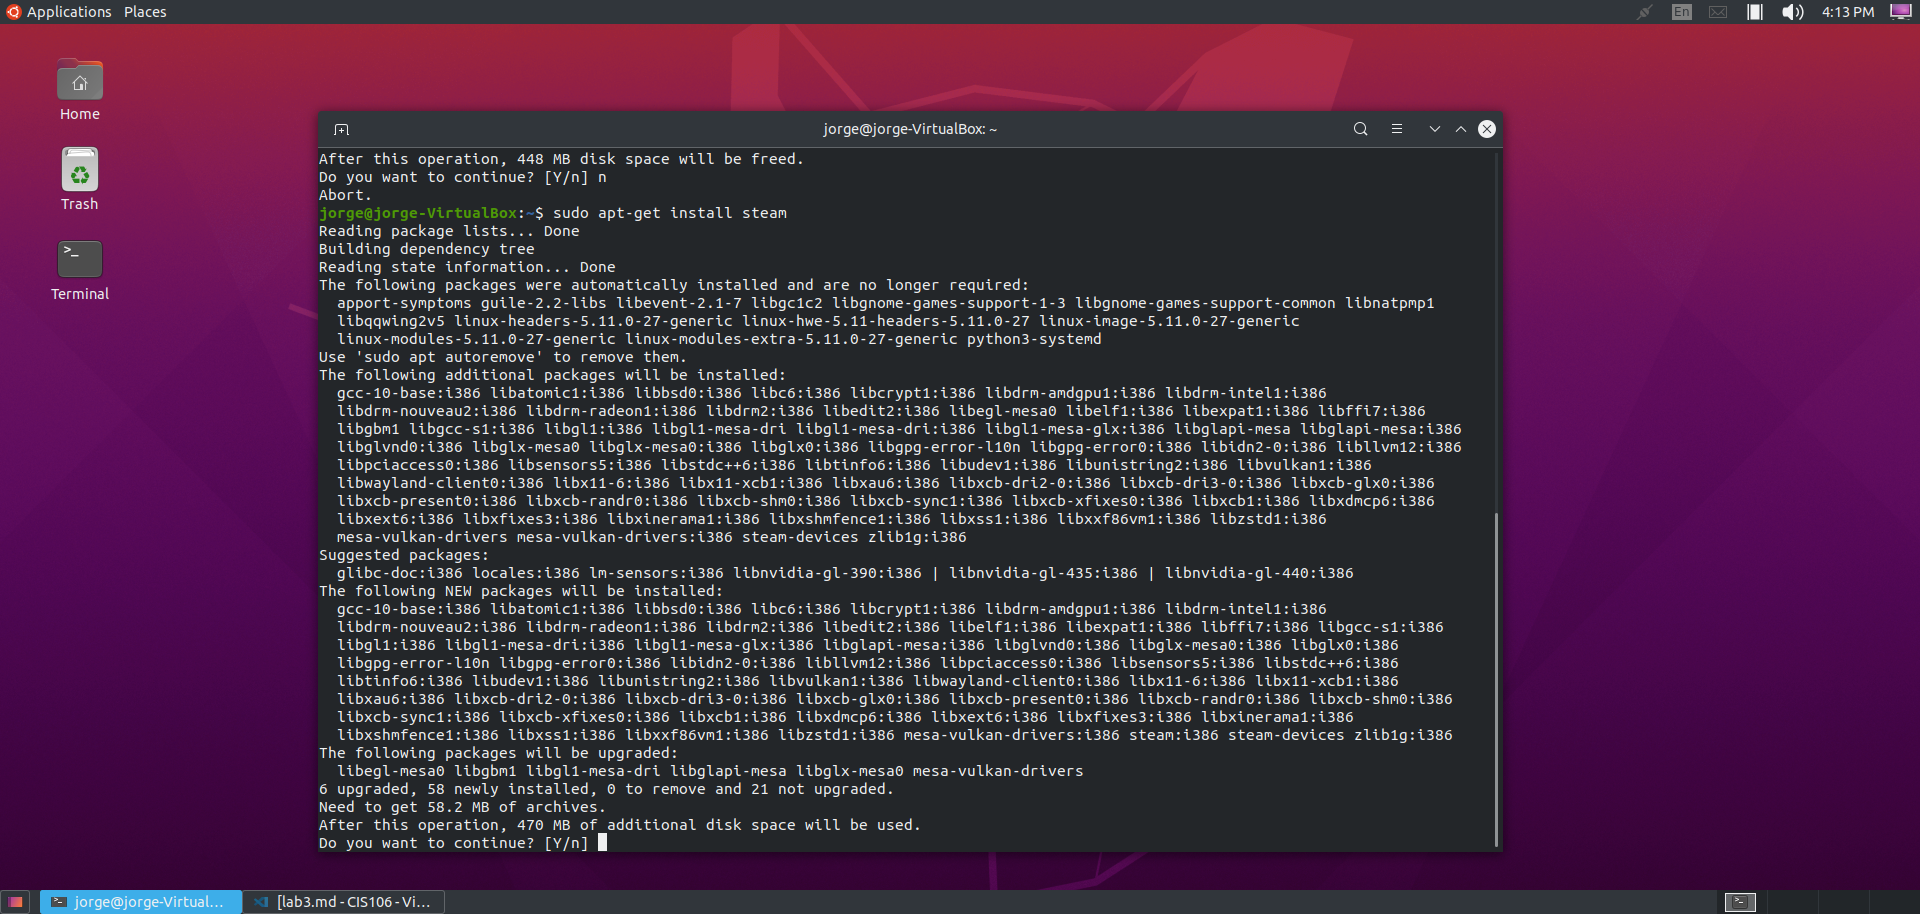 Applications Places
En
4:13 PM
Home
Trash
>_
Terminal
jorge@jorge-VirtualBox: ~
After this operation, 448 MB disk space will be freed.
Do you want to continue? [Y/n] n
Abort.
jorge@jorge-VirtualBox:~$ sudo apt-get install steam
Reading package lists... Done
Building dependency tree
Reading state information... Done
The following packages were automatically installed and are no longer required:
apport-symptoms guile-2.2-libs libevent-2.1-7 libgc1c2 libgnome-games-support-1-3 libgnome-games-support-common libnatpmp1
libqqwing2v5 linux-headers-5.11.0-27-generic linux-hwe-5.11-headers-5.11.0-27 linux-image-5.11.0-27-generic
linux-modules-5.11.0-27-generic linux-modules-extra-5.11.0-27-generic python3-systemd
Use 'sudo apt autoremove' to remove them.
The following additional packages will be installed:
gcc-10-base:i386 libatomic1:i386 libbsd0:i386 libc6:i386 libcrypt1:i386 libdrm-amdgpu1:i386 libdrm-intel1:i386
libdrm-nouveau2:i386 libdrm-radeon1:i386 libdrm2:i386 libedit2:i386 libegl-mesa0 libelf1:i386 libexpat1:i386 libffi7:i386
libgbm1 libgcc-s1:i386 libgl1:i386 libgl1-mesa-dri libgl1-mesa-dri:i386 libgl1-mesa-glx:i386 libglapi-mesa libglapi-mesa:i386
libglvnd0:i386 libglx-mesa0 libglx-mesa0:i386 libglx0:i386 libgpg-error-l10n libgpg-error0:i386 libidn2-0:i386 libllvm12:i386
libpciaccess0:i386 libsensors5:i386 libstdc++6:i386 libtinfo6:i386 libudev1:i386 libunistring2:i386 libvulkan1:i386
libwayland-client0:i386 libx11-6:i386 libx11-xcb1:i386 libxau6:i386 libxcb-dri2-0:i386 libxcb-dri3-0:i386 libxcb-glx0:i386
libxcb-present0:i386 libxcb-randr0:i386 libxcb-shm0:i386 libxcb-sync1:i386 libxcb-xfixes0:i386 libxcb1:i386 libxdmcp6:i386
libxext6:i386 libxfixes3:i386 libxinerama1:i386 libxshmfence1:i386 libxss1:i386 libxxf86vm1:i386 libzstd1:i386
mesa-vulkan-drivers mesa-vulkan-drivers:i386 steam-devices zlib1g:i386
Suggested packages:
glibc-doc:i386 locales:i386 lm-sensors:i386 libnvidia-gl-390:i386 | libnvidia-gl-435:i386 | libnvidia-gl-440:i386
The following NEW packages will be installed:
gcc-10-base:i386 libatomic1:i386 libbsd0:i386 libc6:i386 libcrypt1:i386 libdrm-amdgpu1:i386 libdrm-intel1:i386
libdrm-nouveau2:i386 libdrm-radeon1:i386 libdrm2:i386 libedit2:i386 libelf1:i386 libexpat1:i386 libffi7:i386 libgcc-s1:i386
libgl1:i386 libgl1-mesa-dri:i386 libgl1-mesa-glx:i386 libglapi-mesa:i386 libglvnd0:i386 libglx-mesa0:i386 libglx0:i386
libgpg-error-l10n libgpg-error0:i386 libidn2-0:i386 libllvm12:i386 libpciaccess0:i386 libsensors5:i386 libstdc++6:i386
libtinfo6:i386 libudev1:i386 libunistring2:i386 libvulkan1:i386 libwayland-client0:i386 libx11-6:i386 libx11-xcb1:i386
libxau6:i386 libxcb-dri2-0:i386 libxcb-dri3-0:i386 libxcb-glx0:i386 libxcb-present0:i386 libxcb-randr0:i386 libxcb-shm0:i386
libxcb-sync1:i386 libxcb-xfixes0:i386 libxcb1:i386 libxdmcp6:i386 libxext6:i386 libxfixes3:i386 libxinerama1:i386
libxshmfence1:i386 libxss1:i386 libxxf86vm1:i386 libzstd1:i386 mesa-vulkan-drivers:i386 steam:i386 steam-devices zlib1g:i386
The following packages will be upgraded:
libegl-mesa0 libgbm1 libgl1-mesa-dri libglapi-mesa libglx-mesa0 mesa-vulkan-drivers
6 upgraded, 58 newly installed, 0 to remove and 21 not upgraded.
Need to get 58.2 MB of archives.
After this operation, 470 MB of additional disk space will be used.
Do you want to continue? [Y/n]
jorge@jorge-Virtual...
[lab3.md - CIS106 - Vi...